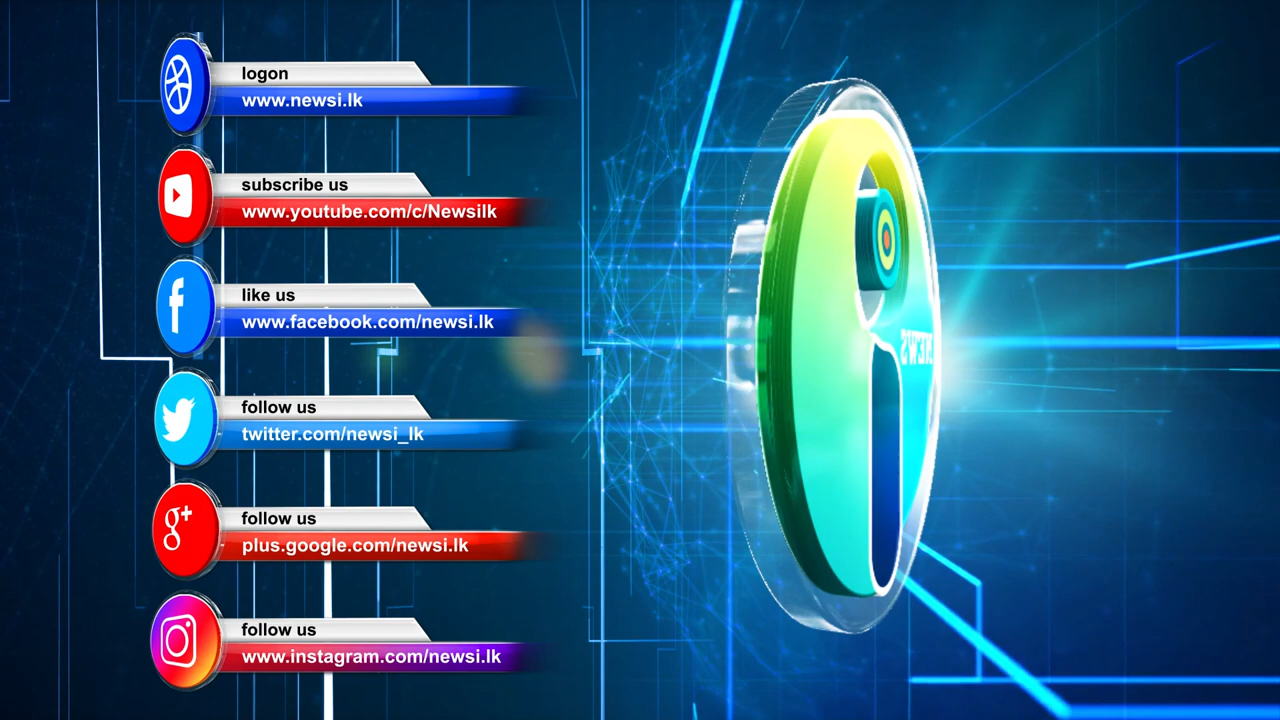 logon
www.newsi.lk
subscribe us
www.youtube.com/c/Newsilk
like us
www.facebook.com/newsi.lk
follow us
twitter.com/newsi_lk
follow us
plus.google.com/newsi.lk
follow us
www.instagram.com/newsi.lk
NEWS